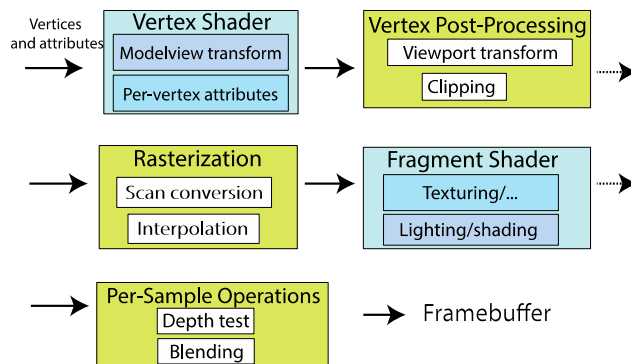 Vertices
and attributes
Vertex Shader
Modelview transform
Per-vertex attributes
Vertex Post-Processing
Viewport transform
Clipping
Rasterization
Scan conversion
Interpolation
Fragment Shader
Texturing/...
Lighting/shading
Per-Sample Operations
Depth test
Blending
Framebuffer